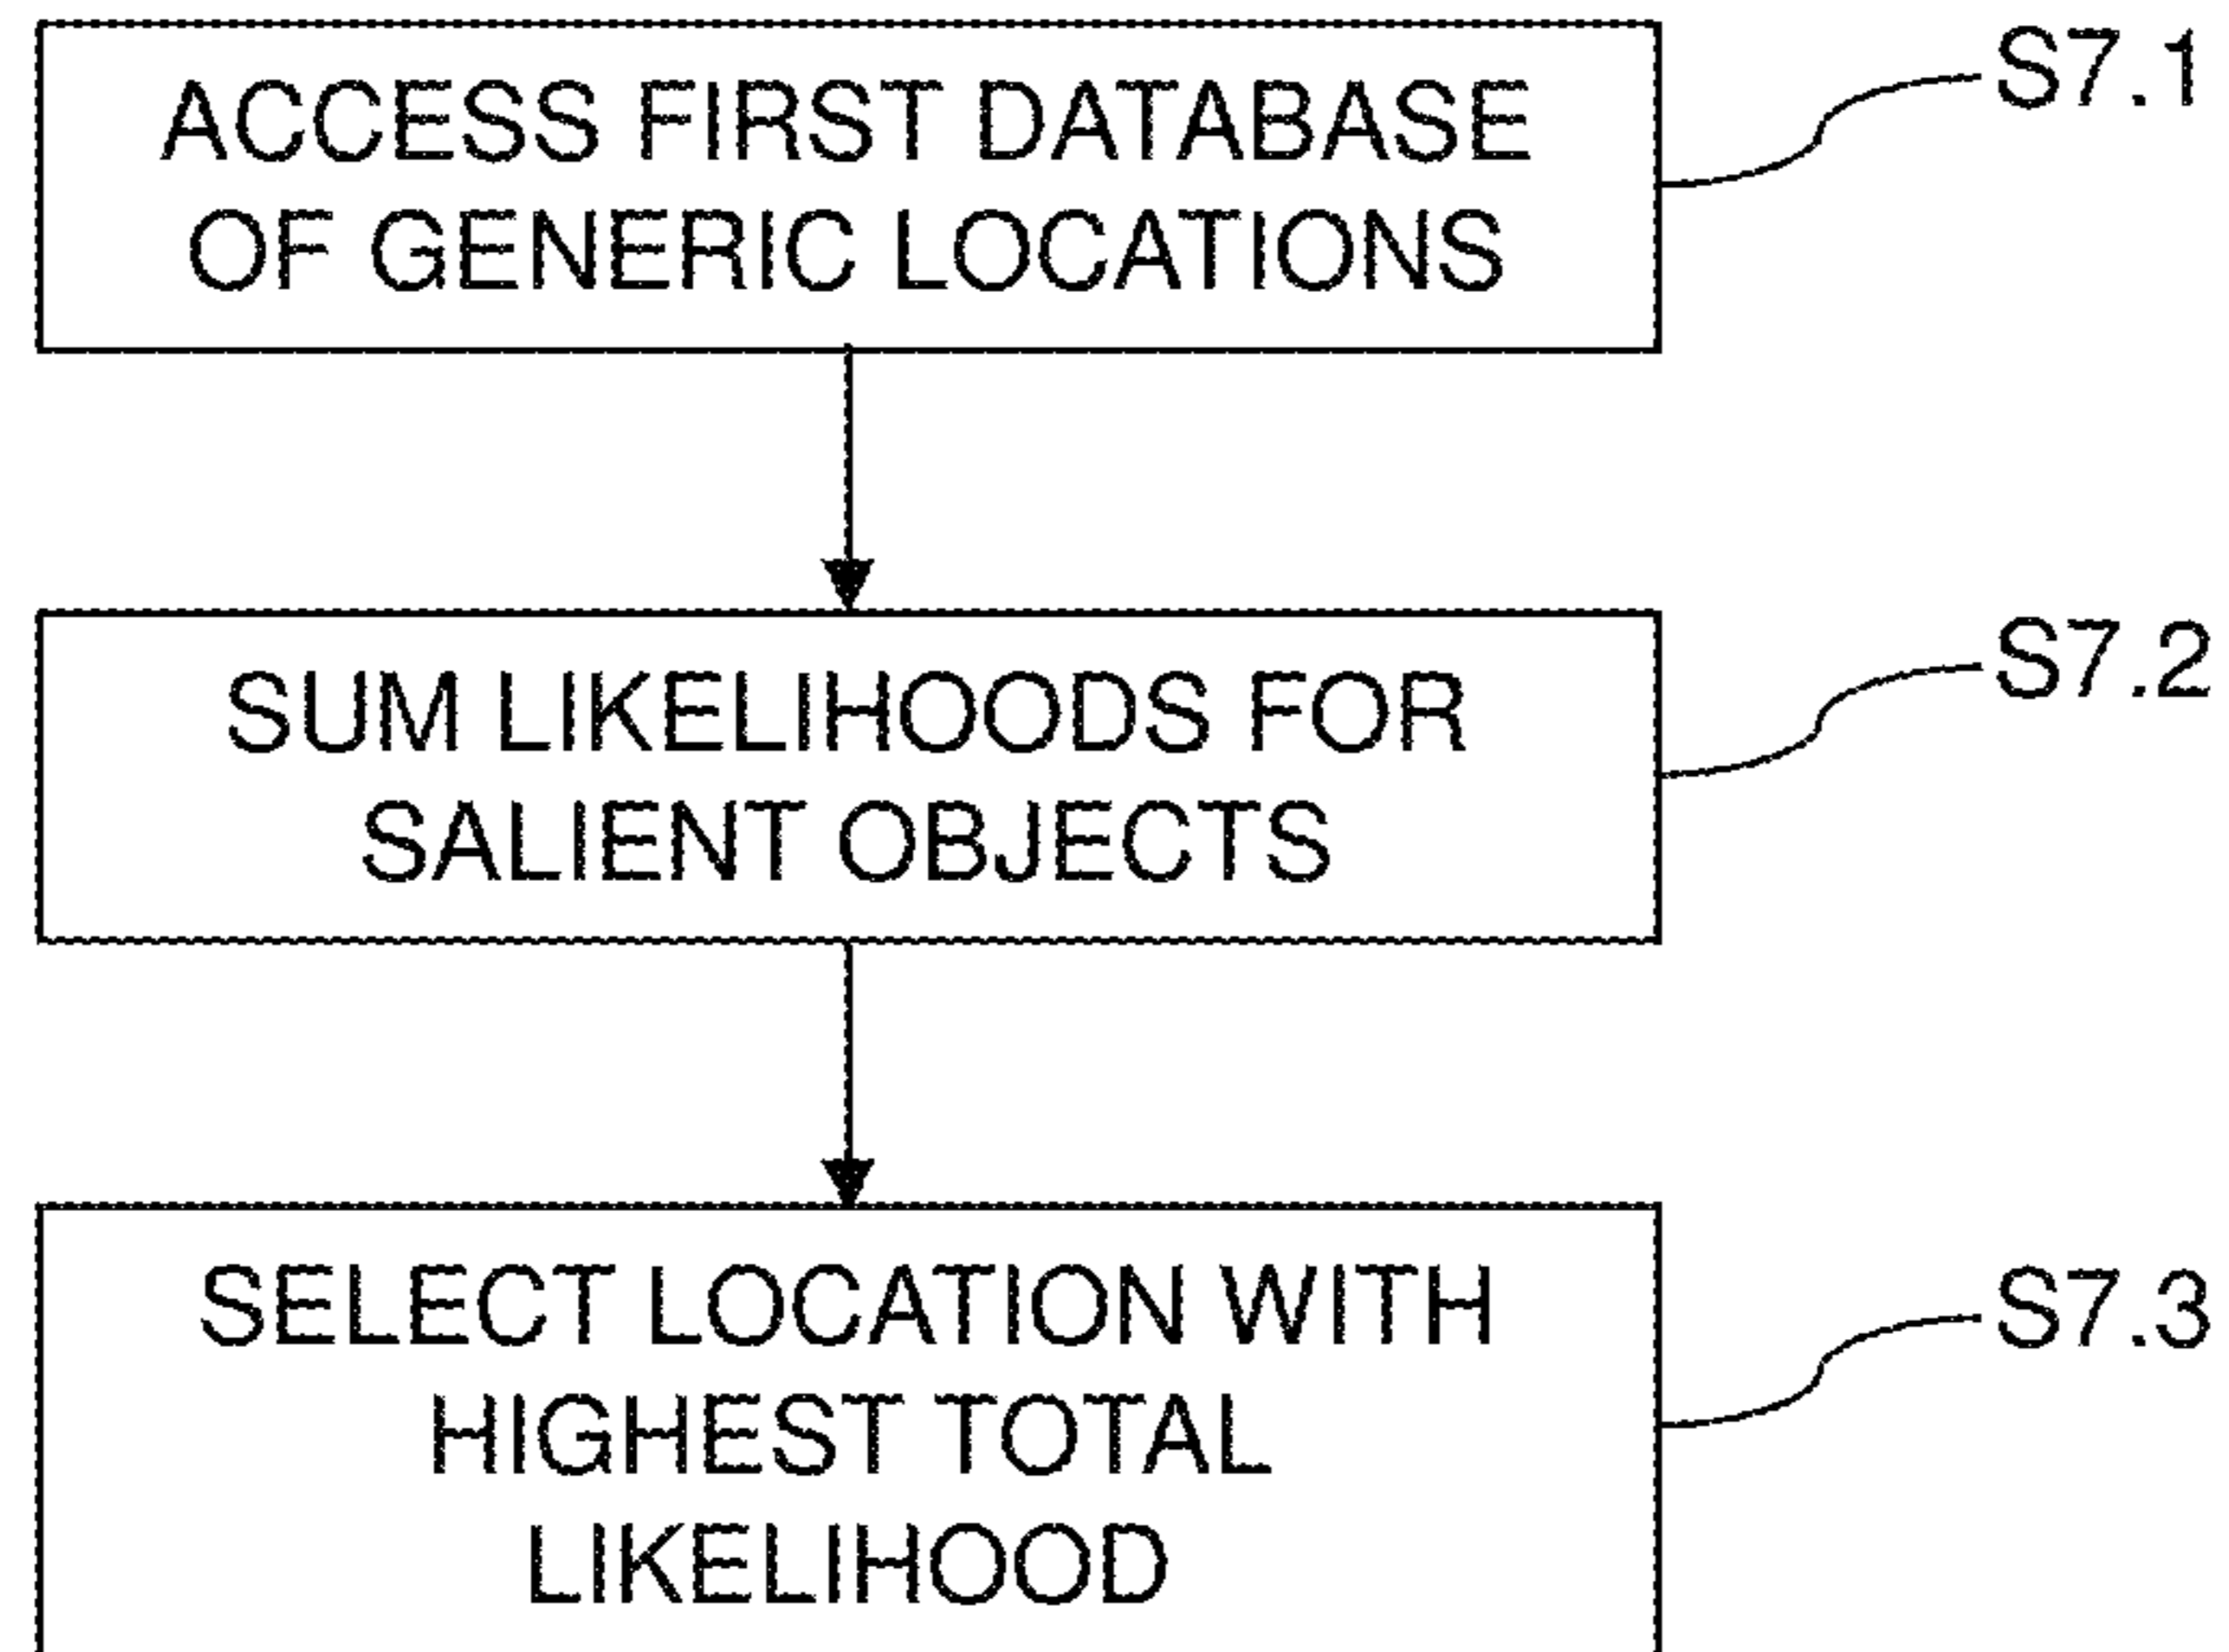 ACCESS FIRST DATABASE
OF GENERIC LOCATIONS
S7.1
SUM LIKELIHOODS FOR
SALIENT OBJECTS
S7.2
SELECT LOCATION WITH
HIGHEST TOTAL
LIKELIHOOD
S7.3